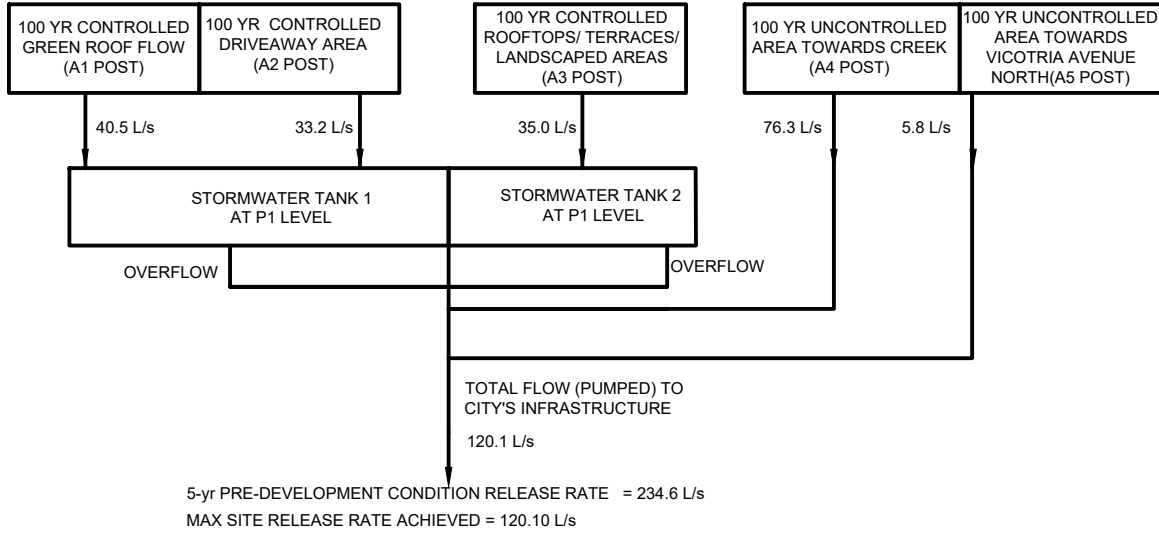 100 YR CONTROLLED
GREEN ROOF FLOW
(A1 POST)
100 YR CONTROLLED
DRIVEAWAY AREA
(A2 POST)
100 YR CONTROLLED
ROOFTOPS/ TERRACES/
LANDSCAPED AREAS
(A3 POST)
100 YR UNCONTROLLED
AREA TOWARDS CREEK
(A4 POST)
100 YR UNCONTROLLED
AREA TOWARDS
VICOTRIA AVENUE
NORTH(A5 POST)
40.5 L/s
33.2 L/s
35.0 L/s
76.3 L/s
5.8 L/s
STORMWATER TANK 1
AT P1 LEVEL
STORMWATER TANK 2
AT P1 LEVEL
OVERFLOW
OVERFLOW
TOTAL FLOW (PUMPED) TO
CITY'S INFRASTRUCTURE
120.1 L/s
5-yr PRE-DEVELOPMENT CONDITION RELEASE RATE = 234.6 L/s
MAX SITE RELEASE RATE ACHIEVED = 120.10 L/s